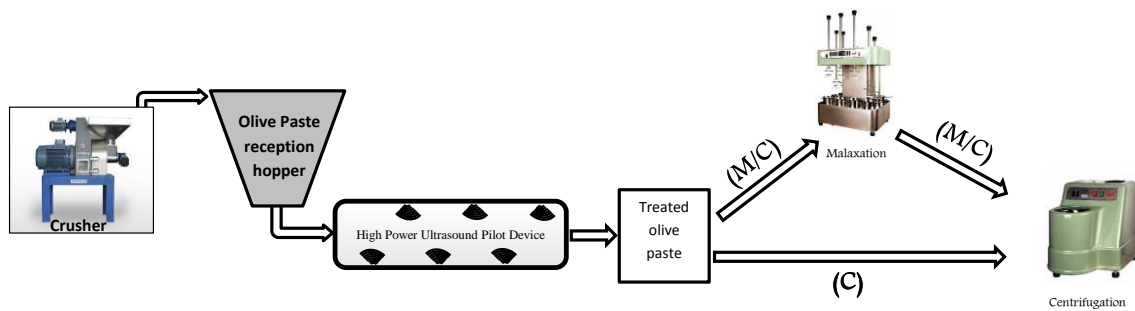 Crusher
Olive Paste
reception
hopper
High Power Ultrasound Pilot Device
Treated
olive
paste
(M/C)
Malaxation
(M/C)
(C)
Centrifugation